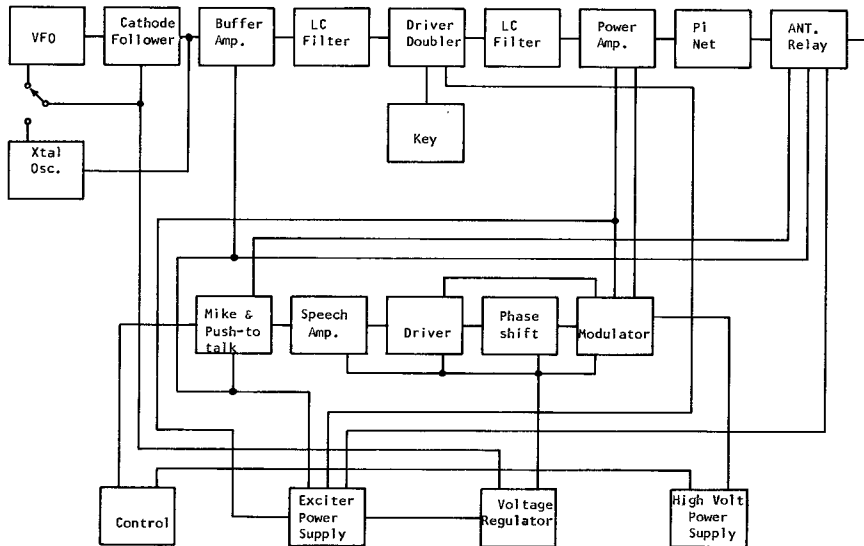 VFO
Cathode
Follower
Buffer
Amp.
LC
Filter
Driver
Doubler
LC
Filter
Power
Amp.
Pi
Net
ANT.
Relay
Xtal
Osc.
Key
Mike &
Push-to
talk
Speech
Amp.
Driver
Phase
shift
Modulator
Control
Exciter
Power
Supply
Voltage
Regulator
High Volt
Power
Supply